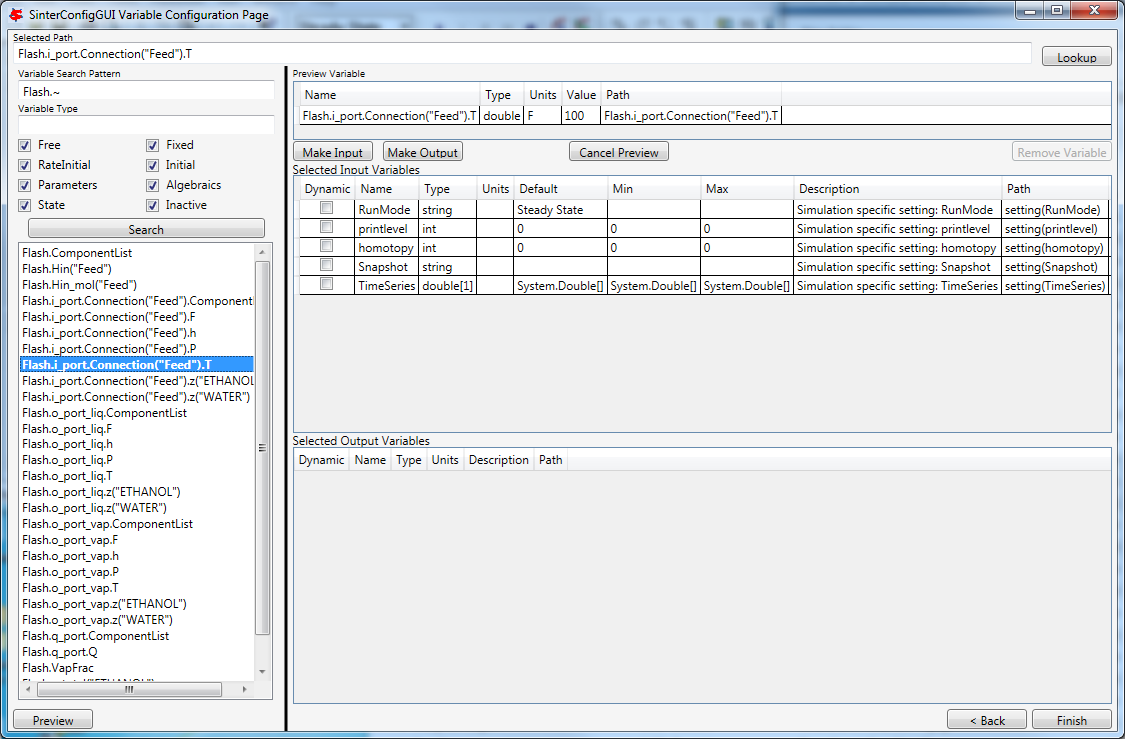 SinterConfigGUI Variable Configuration Page
Selected Path
Flash.i_port.Connection("Feed").T
Lookup
Variable Search Pattern
Flash.~
Variable Type
Free Fixed
RateInitial Initial
Parameters Algebraics
State Inactive
Search
Flash.ComponentList
Flash.Hin("Feed")
Flash.Hin_mol("Feed")
Flash.i_port.Connection("Feed").Component
Flash.i_port.Connection("Feed").F
Flash.i_port.Connection("Feed").h
Flash.i_port.Connection("Feed").P
Flash.i_port.Connection("Feed").T
Flash.i_port.Connection("Feed").z("ETHANOL
Flash.i_port.Connection("Feed").z("WATER")
Flash.o_port_liq.ComponentList
Flash.o_port_liq.F
Flash.o_port_liq.h
Flash.o_port_liq.P
Flash.o_port_liq.T
Flash.o_port_liq.z("ETHANOL")
Flash.o_port_liq.z("WATER")
Flash.o_port_vap.ComponentList
Flash.o_port_vap.F
Flash.o_port_vap.h
Flash.o_port_vap.P
Flash.o_port_vap.T
Flash.o_port_vap.z("ETHANOL")
Flash.o_port_vap.z("WATER")
Flash.q_port.ComponentList
Flash.q_port.Q
Flash.VapFrac
Preview
Preview Variable
Name Type Units Value Path
Flash.i_port.Connection("Feed").T double F 100 Flash.i_port.Connection("Feed").T
Make Input Make Output Cancel Preview Remove Variable
Selected Input Variables
Dynamic Name Type Units Default Min Max Description Path
RunMode string Steady State Simulation specific setting: RunMode setting(RunMode)
printlevel int 0 0 0 Simulation specific setting: printlevel setting(printlevel)
homotopy int 0 0 0 Simulation specific setting: homotopy setting(homotopy)
Snapshot string Simulation specific setting: Snapshot setting(Snapshot)
TimeSeries double[1] System.Double[] System.Double[] System.Double[] Simulation specific setting: TimeSeries setting(TimeSeries)
Selected Output Variables
Dynamic Name Type Units Description Path
< Back Finish